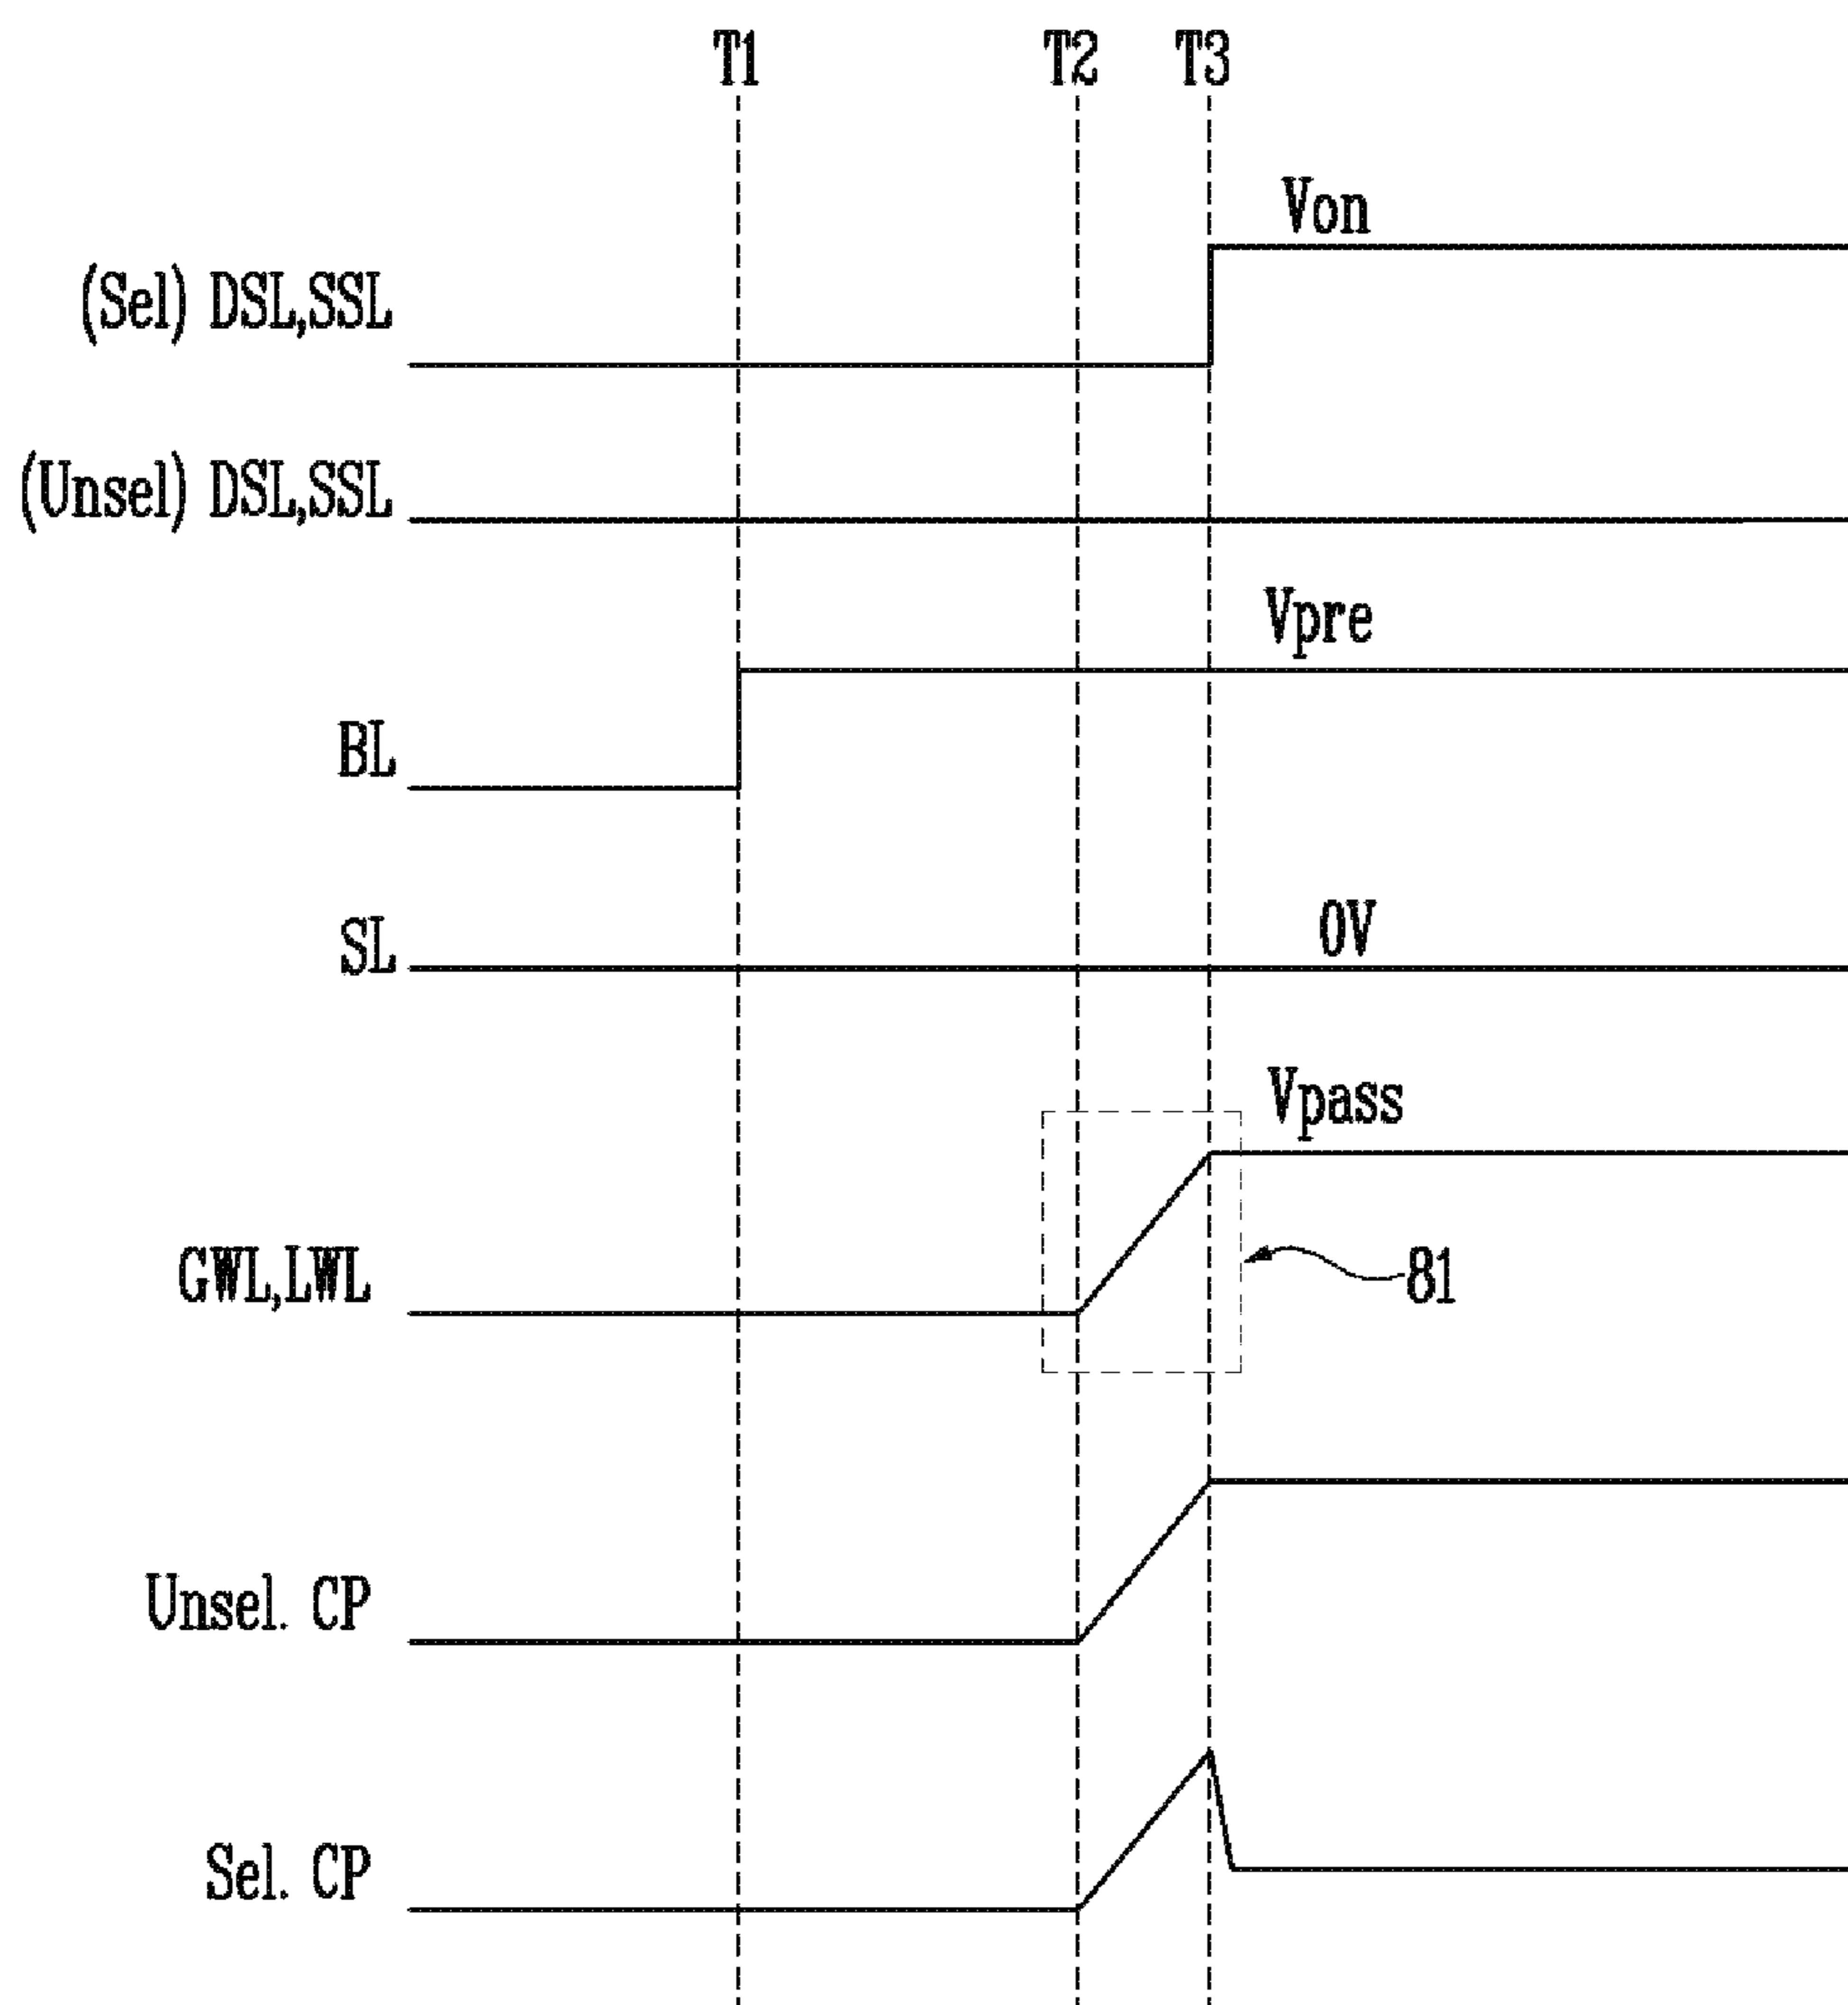 T1 T2 T3
Von
(Sel) DSL,SSL
(Unsel) DSL,SSL
Vpre
BL
0V
SL
Vpass
GWL,LWL
81
Unsel. CP
Sel. CP